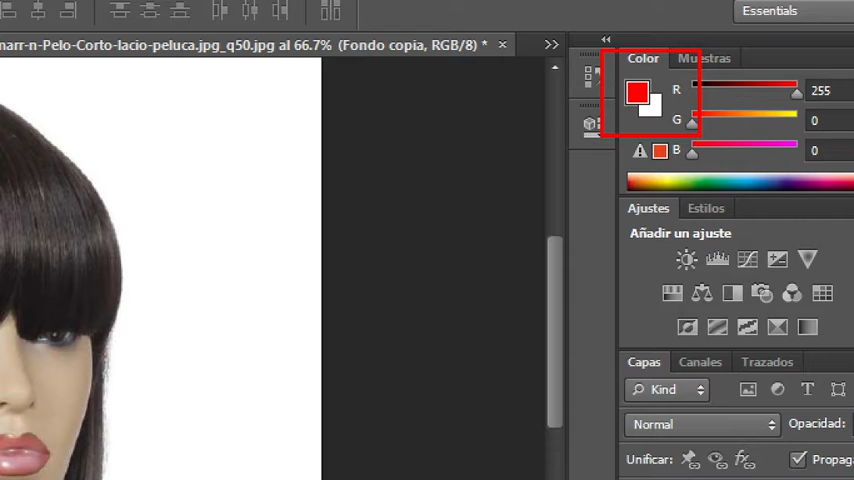 Essentials
narr-n-Pelo-Corto-lacio-peluca.jpg_q50.jpg al 66.7% (Fondo copia, RGB/8) *
Color Muestras
R 255
G 0
B 0
Ajustes Estilos
Añadir un ajuste
Capas Canales Trazados
Kind
Normal Opacidad:
Unificar: Propaga